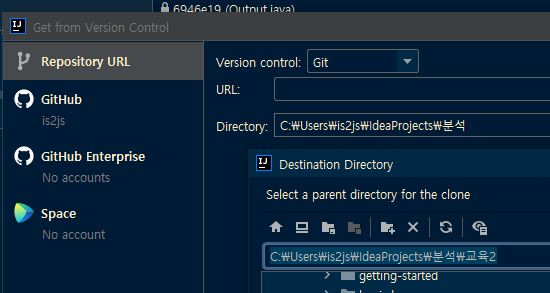 6946e19 (Output.java)
Get from Version Control
Repository URL
GitHub
is2js
GitHub Enterprise
No accounts
Space
No account
Version control: Git
URL:
Directory: C:₩Users₩is2js₩IdeaProjects₩분석
Destination Directory
Select a parent directory for the clone
C:₩Users₩is2js₩IdeaProjects₩분석₩교육2
getting-started